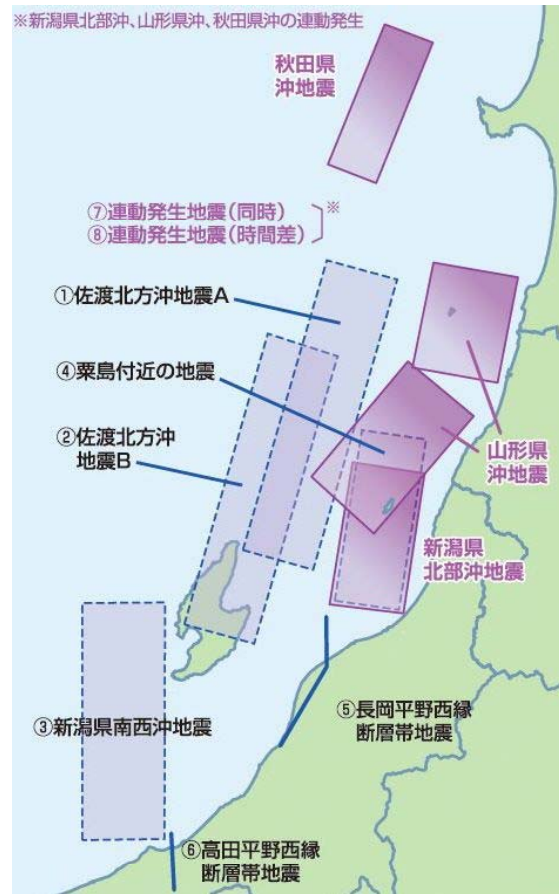 ※新潟県北部沖、山形県沖、秋田県沖の連動発生
秋田県
沖地震
⑦連動発生地震(同時)
⑧連動発生地震(時間差)
※
①佐渡北方沖地震A
④粟島付近の地震
②佐渡北方沖
地震B
山形県
沖地震
新潟県
北部沖地震
③新潟県南西沖地震
⑤長岡平野西縁
断層帯地震
⑥高田平野西縁
断層帯地震